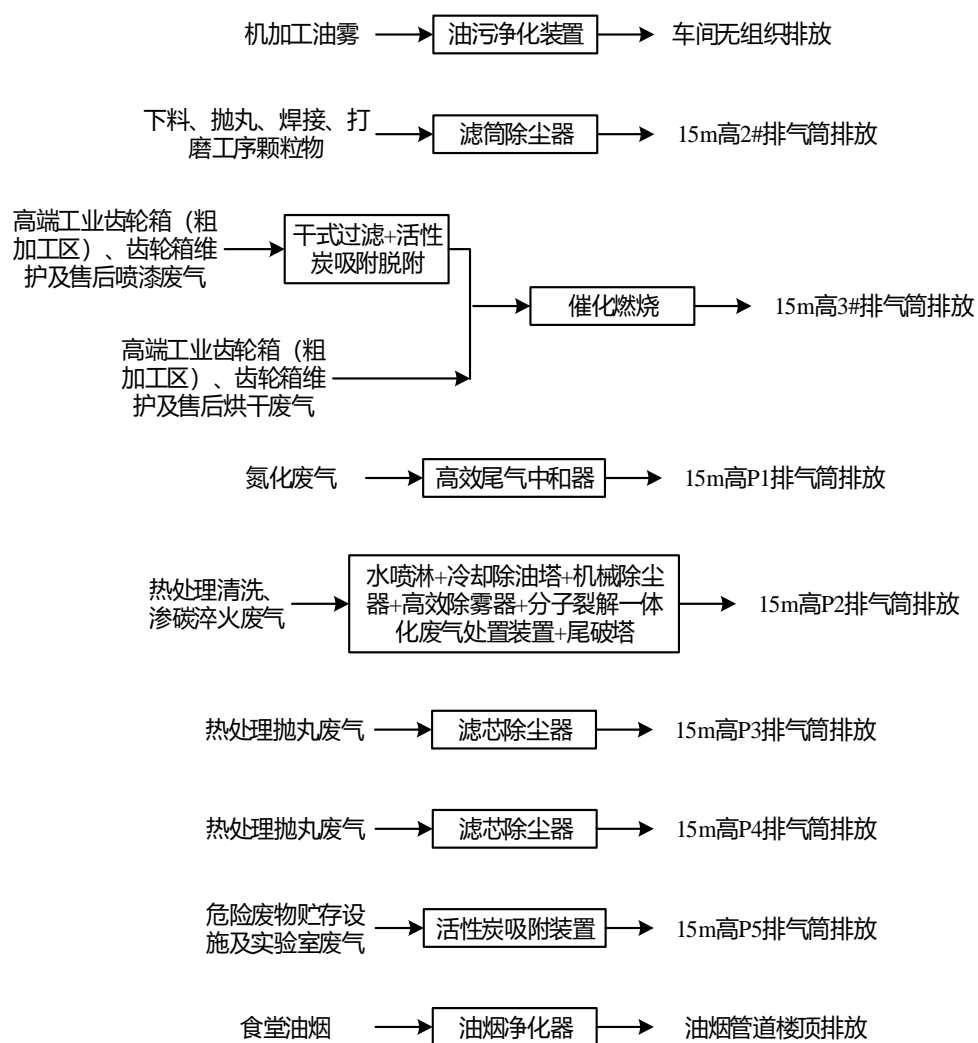 机加工油雾
油污净化装置
车间无组织排放
下料、抛丸、焊接、打
磨工序颗粒物
滤筒除尘器
15m高2#排气筒排放
高端工业齿轮箱（粗
加工区）、齿轮箱维
护及售后喷漆废气
干式过滤+活性
炭吸附脱附
催化燃烧
15m高3#排气筒排放
高端工业齿轮箱（粗
加工区）、齿轮箱维
护及售后烘干废气
氮化废气
高效尾气中和器
15m高P1排气筒排放
热处理清洗、
渗碳淬火废气
水喷淋+冷却除油塔+机械除尘
器+高效除雾器+分子裂解一体
化废气处置装置+尾破塔
15m高P2排气筒排放
热处理抛丸废气
滤芯除尘器
15m高P3排气筒排放
热处理抛丸废气
滤芯除尘器
15m高P4排气筒排放
危险废物贮存设
施及实验室废气
活性炭吸附装置
15m高P5排气筒排放
食堂油烟
油烟净化器
油烟管道楼顶排放